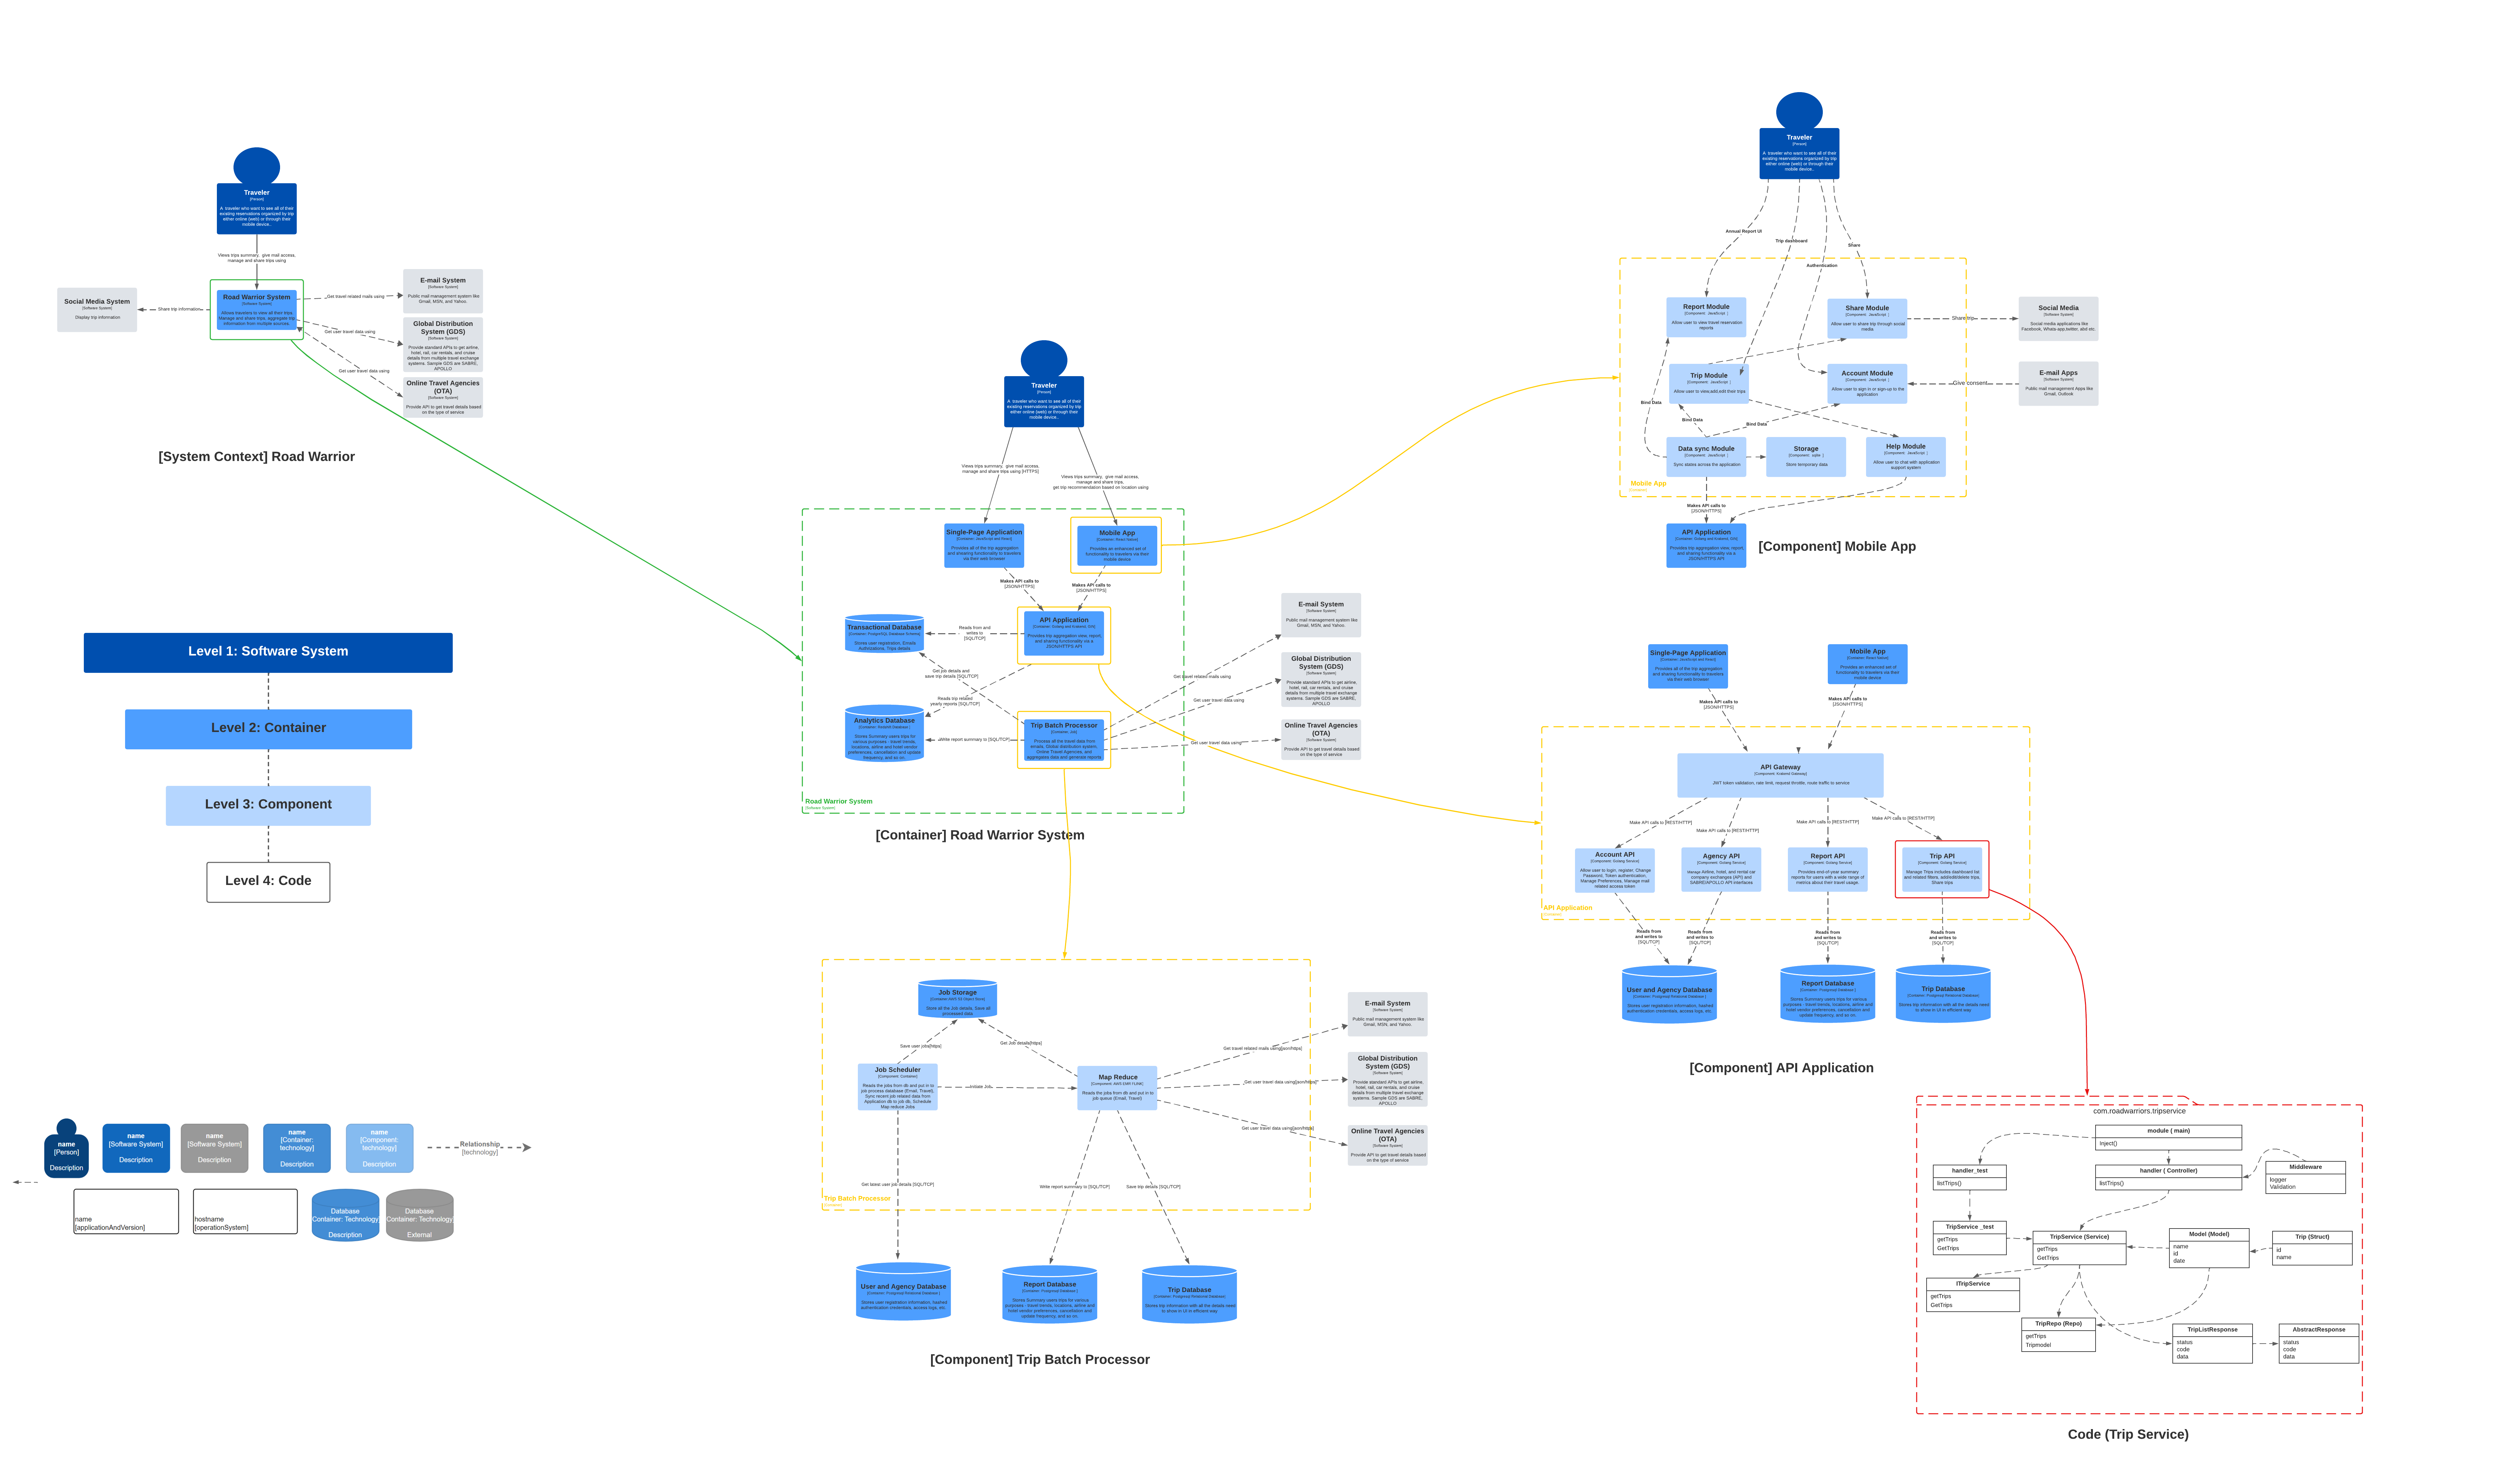 Traveler
[Person]
A traveler who want to see all of their
existing reservations organized by trip
either online (web) or through their
mobile device..
Views trips summary, give mail access,
manage and share trips using
Social Media System
[Software System]
Display trip information
Share trip information
Road Warrior System
[Software System]
Allows travelers to view all their trips.
Manage and share trips, aggregate trip
information from multiple sources.
Get travel related mails using
Get user travel data using
Get user travel data using
E-mail System
[Software System]
Public mail management system like
Gmail, MSN, and Yahoo.
Global Distribution
System (GDS)
[Software System]
Provide standard APIs to get airline,
hotel, rail, car rentals, and cruise
details from multiple travel exchange
systems. Sample GDS are SABRE,
APOLLO
Online Travel Agencies
(OTA)
[Software System]
Provide API to get travel details based
on the type of service
[System Context] Road Warrior
Level 1: Software System
Level 2: Container
Level 3: Component
Level 4: Code
name
[Person]
Description
name
[Software System]
Description
name
[Software System]
Description
name
[Container:
technology]
Description
name
[Component:
technology]
Description
Relationship
[technology]
name
[applicationAndVersion]
hostname
[operationSystem]
Database
Container: Technology]
Description
Database
Container: Technology]
External
Traveler
[Person]
A traveler who want to see all of their
existing reservations organized by trip
either online (web) or through their
mobile device..
Views trips summary, give mail access,
manage and share trips using [HTTPS]
Views trips summary, give mail access,
manage and share trips,
get trip recommendation based on location using
Single-Page Application
[Container: JavaScript and React]
Provides all of the trip aggregation
and shearing functionality to travelers
via their web browser
Mobile App
[Container: React Native]
Provides an enhanced set of
functionality to travelers via their
mobile device
Makes API calls to
[JSON/HTTPS]
Makes API calls to
[JSON/HTTPS]
Transactional Database
[Container: PostgrSQL Database Schema]
Stores user registration, Emails
Authorizations, Trips details
Reads from and
writes to
[SQL/TCP]
API Application
[Container: Golang and Kubernd, GIN]
Provides trip aggregation view, report,
and sharing functionality via a
JSON/HTTPS API
Get job details and
save trip details [SQL/TCP]
Reads trip related
yearly reports [SQL/TCP]
Analytics Database
Stores Summary users trips for
various purposes - travel trends,
locations, airline and hotel vendor
preferences, cancellation and update
frequency, and so on.
Write report summary to [SQL/TCP]
Trip Batch Processor
[Container: Job]
Process all the travel data from
emails, Global distribution system,
Online Travel Agencies, and
aggregates data and generate reports
Get travel related mails using
Get user travel data using
Get user travel data using
E-mail System
[Software System]
Public mail management system like
Gmail, MSN, and Yahoo.
Global Distribution
System (GDS)
[Software System]
Provide standard APIs to get airline,
hotel, rail, car rentals, and cruise
details from multiple travel exchange
systems. Sample GDS are SABRE,
APOLLO
Online Travel Agencies
(OTA)
[Software System]
Provide API to get travel details based
on the type of service
Road Warrior System
[Software System]
[Container] Road Warrior System
Job Storage
[Container:AWS S3 Object Store]
Store all the Job details, Save all
processed data
Save user jobs[https]
Get Job details[https]
Job Scheduler
[Component: Container]
Reads the jobs from db and put in to
job process database (Email, Travel),
Sync recent job related data from
Application db to job db, Schedule
Map reduce Jobs
Initiate Job
Map Reduce
[Component: AWS EMR FLINK]
Reads the jobs from db and put in to
job queue (Email, Travel)
Get travel related mails using[json/https]
Get user travel data using[json/https]
Get user travel data using[json/https]
E-mail System
[Software System]
Public mail management system like
Gmail, MSN, and Yahoo.
Global Distribution
System (GDS)
[Software System]
Provide standard APIs to get airline,
hotel, rail, car rentals, and cruise
details from multiple travel exchange
systems. Sample GDS are SABRE,
APOLLO
Online Travel Agencies
(OTA)
[Software System]
Provide API to get travel details based
on the type of service
Get latest user job details [SQL/TCP]
Write report summary to [SQL/TCP]
Save trip details [SQL/TCP]
Trip Batch Processor
[Container]
User and Agency Database
[Container: Postgresql Relational Database ]
Stores user registration information, hashed
authentication credentials, access logs, etc.
Report Database
[Container: Postgresql Database ]
Stores Summary users trips for various
purposes - travel trends, locations, airline and
hotel vendor preferences, cancellation and
update frequency, and so on.
Trip Database
[Container: Postgresql Relational Database]
Stores trip information with all the details need
to show in UI in efficient way
[Component] Trip Batch Processor
Traveler
[Person]
A traveler who want to see all of their
existing reservations organized by trip
either online (web) or through their
mobile device..
Annual Report UI
Trip dashboard
Share
Authentication
Report Module
[Component: JavaScript ]
Allow user to view travel reservation
reports
Share Module
[Component: JavaScript ]
Allow user to share trip through social
media
Share trip
Social Media
[Software System]
Social media applications like
Facebook, Whats-app,twitter, abd etc.
Trip Module
[Component: JavaScript ]
Allow user to view,add,edit their trips
Account Module
[Component: JavaScript ]
Allow user to sign in or sign-up to the
application
Give consent
E-mail Apps
[Software System]
Public mail management Apps like
Gmail, Outlook
Bind Data
Bind Data
Bind Data
Data sync Module
[Component: JavaScript ]
Sync states across the application
Storage
[Component: sqlite ]
Store temporary data
Help Module
[Component: JavaScript ]
Allow user to chat with application
support system
Mobile App
[Container]
Makes API calls to
[JSON/HTTPS]
API Application
[Container: Golang and Kubernd, GIN]
Provides trip aggregation view, report,
and sharing functionality via a
JSON/HTTPS API
[Component] Mobile App
Single-Page Application
[Container: JavaScript and React]
Provides all of the trip aggregation
and shearing functionality to travelers
via their web browser
Mobile App
[Container: React Native]
Provides an enhanced set of
functionality to travelers via their
mobile device
Makes API calls to
[JSON/HTTPS]
Makes API calls to
[JSON/HTTPS]
API Gateway
[Component: Kubernd Gateway]
JWT token validation, rate limit, request throttle, route traffic to service
Make API calls to [REST/HTTP]
Make API calls to [REST/HTTP]
Make API calls to [REST/HTTP]
Make API calls to [REST/HTTP]
Account API
[Component: Golang Service]
Allow user to login, register, Change
Password, Token authentication,
Manage Preferences, Manage mail
related access token
Agency API
[Component: Golang Service]
Manage Airline, hotel, and rental car
company exchanges (API) and
SABRE/APOLLO API interfaces
Report API
[Component: Golang Service]
Provides end-of-year summary
reports for users with a wide range of
metrics about their travel usage.
Trip API
[Component: Golang Service]
Manage Trips includes dashboard list
and related filters, add/edit/delete trips,
Share trips
API Application
[Container]
Reads from
and writes to
[SQL/TCP]
Reads from
and writes to
[SQL/TCP]
Reads from
and writes to
[SQL/TCP]
Reads from
and writes to
[SQL/TCP]
User and Agency Database
[Container: Postgresql Relational Database ]
Stores user registration information, hashed
authentication credentials, access logs, etc.
Report Database
[Container: Postgresql Database ]
Stores Summary users trips for various
purposes - travel trends, locations, airline and
hotel vendor preferences, cancellation and
update frequency, and so on.
Trip Database
[Container: Postgresql Relational Database]
Stores trip information with all the details need
to show in UI in efficient way
[Component] API Application
com.roadwarriors.tripservice
module ( main)
Inject()
handler_test
listTrips()
handler ( Controller)
listTrips()
Middleware
logger
Validation
TripService _test
getTrips
GetTrips
TripService (Service)
getTrips
GetTrips
Model (Model)
name
id
date
Trip (Struct)
id
name
ITripService
getTrips
GetTrips
TripRepo (Repo)
getTrips
Tripmodel
TripListResponse
status
code
data
AbstractResponse
status
code
data
Code (Trip Service)